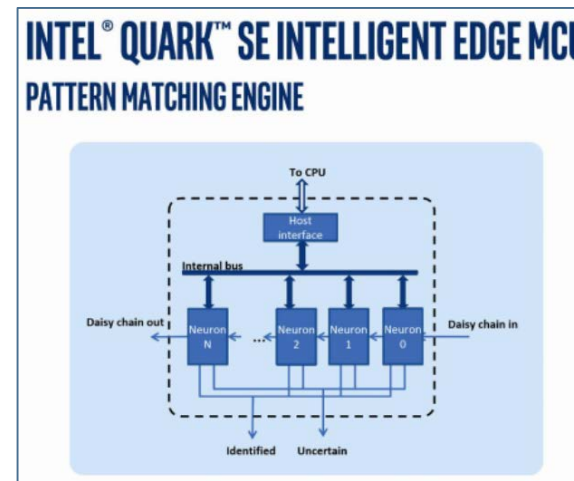 INTEL® QUARK™ SE INTELLIGENT EDGE MCU
PATTERN MATCHING ENGINE
To CPU
Host
interface
Internal bus
Daisy chain out
Neuron
N
...
Neuron
2
Neuron
1
Neuron
0
Daisy chain in
Identified
Uncertain